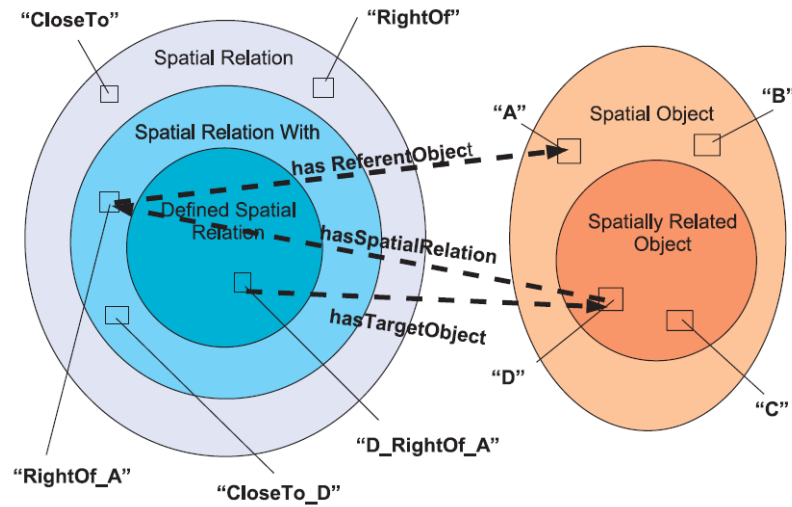 “CloseTo”
“RightOf”
Spatial Relation
“A”
Spatial Object
“B”
Spatial Relation With
has ReferentObject
Defined Spatial
Relation
hasSpatialRelation
Spatially Related
Object
hasTargetObject
“D”
“C”
“D_RightOf_A”
“RightOf_A”
“CloseTo_D”